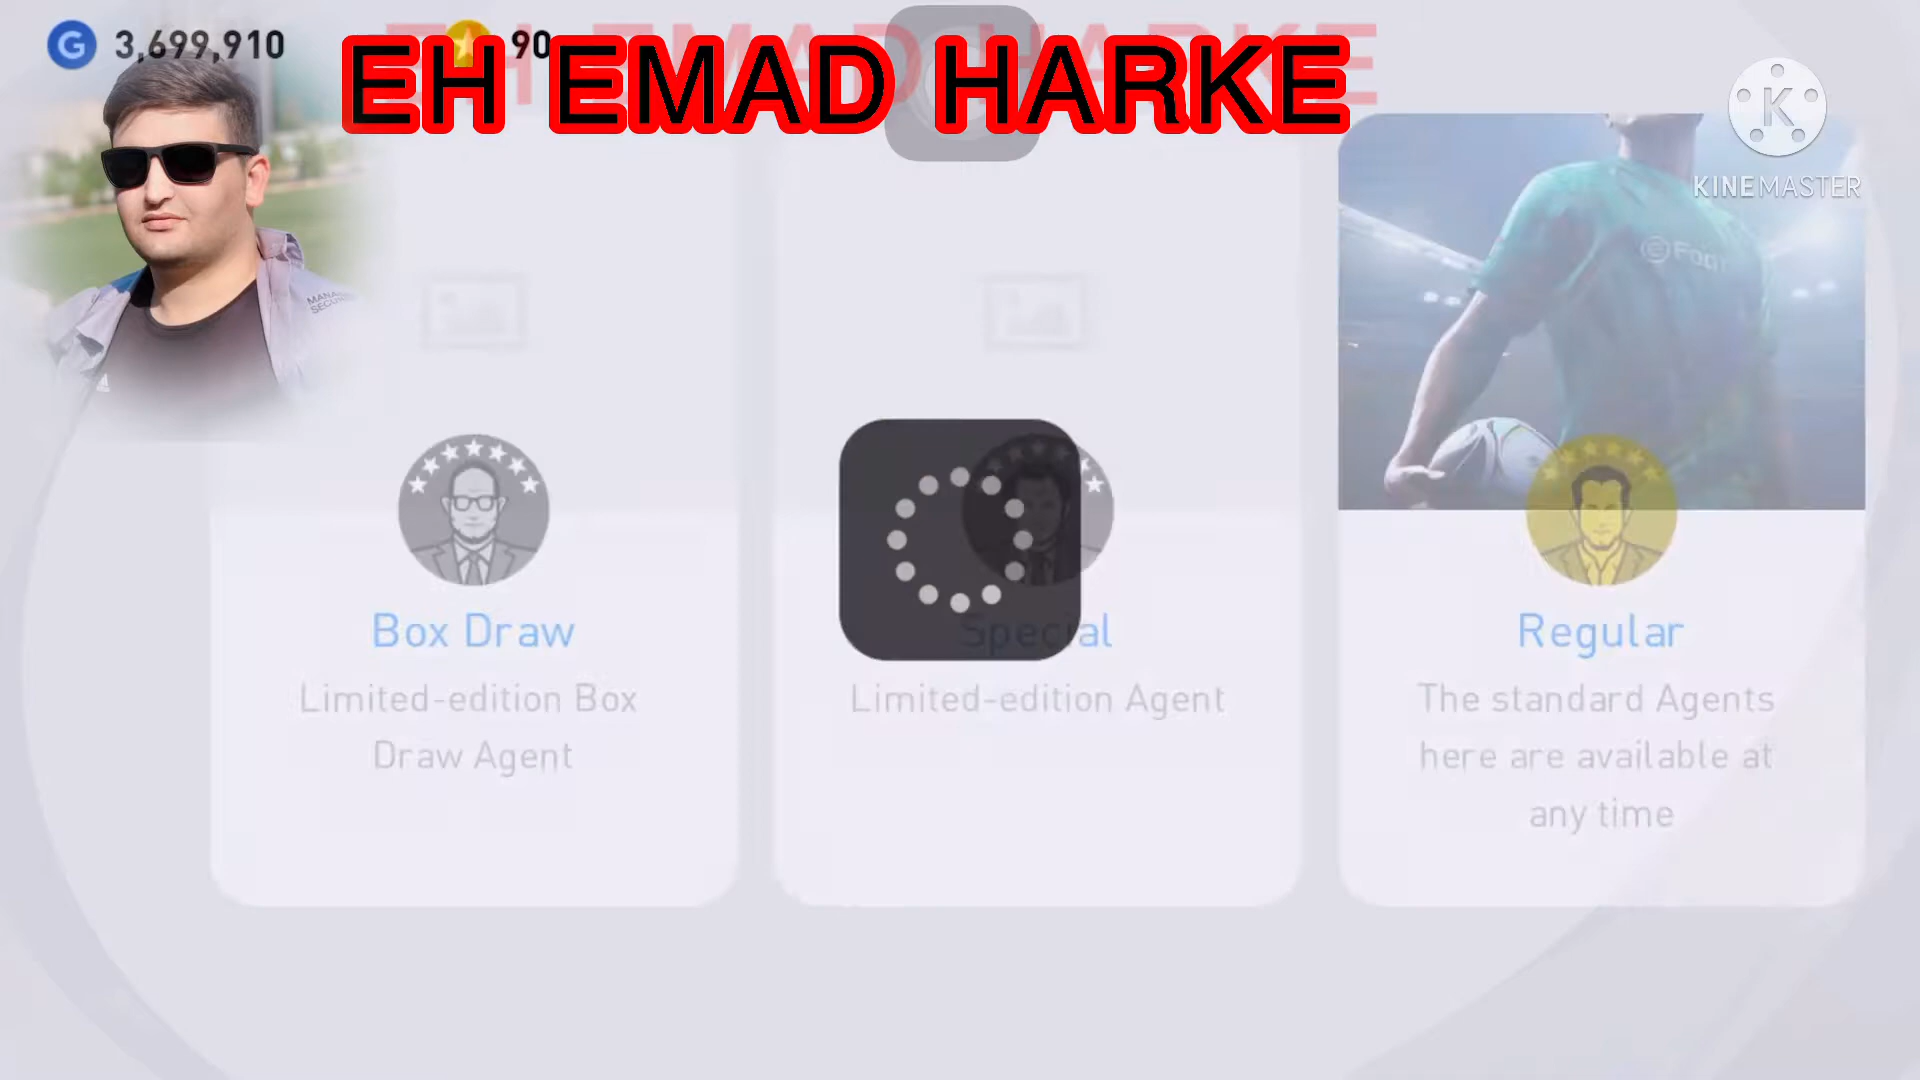 3,699,910
90
EH EMAD HARKE
KINEMASTER
Box Draw
Limited-edition Box
Draw Agent
Special
Limited-edition Agent
Regular
The standard Agents
here are available at
any time